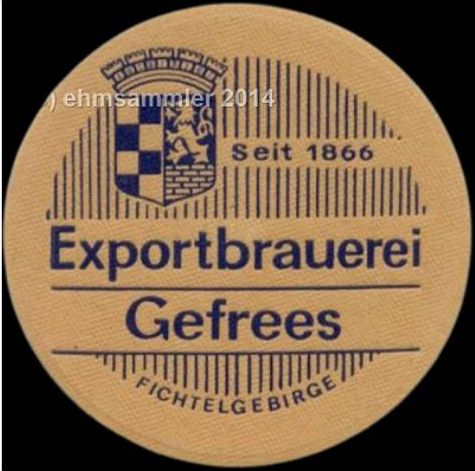 ) ehmsammler 2014
Seit 1866
Exportbrauerei
Gefrees
FICHTELGEBIRGE